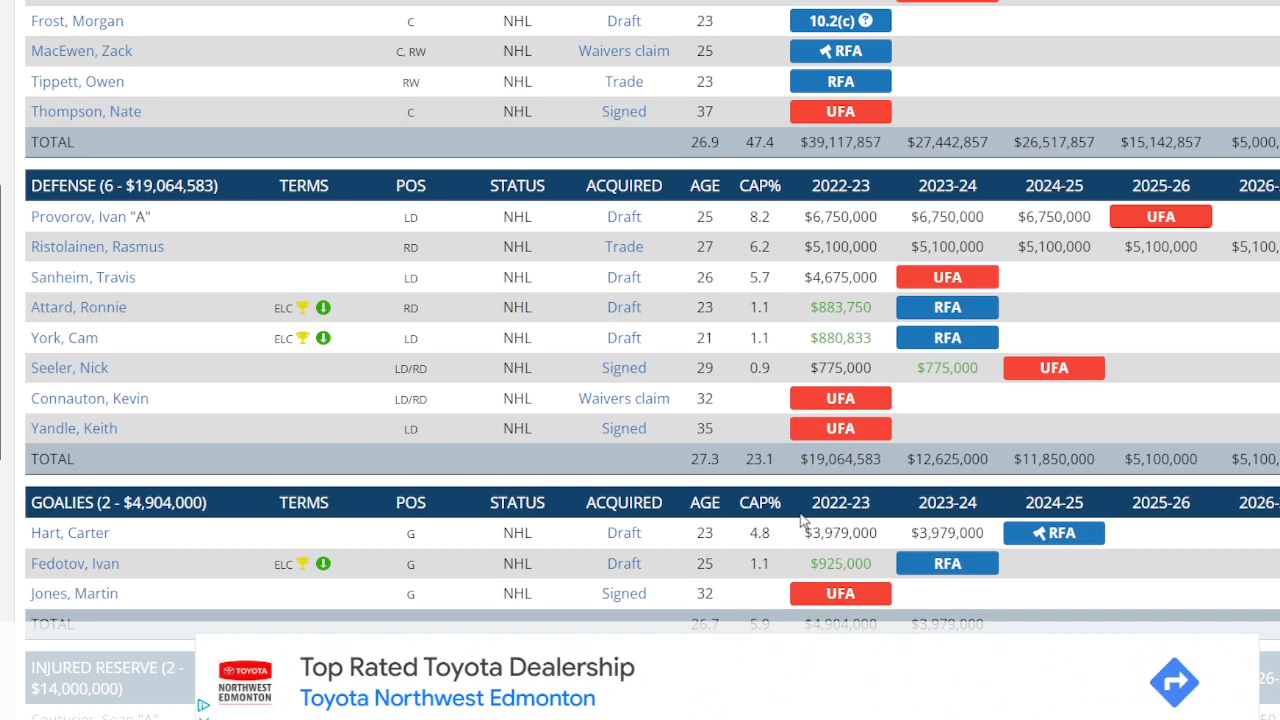 Frost, Morgan C NHL Draft 23 10.2(c) ?
MacEwen, Zack C, RW NHL Waivers claim 25 RFA
Tippett, Owen RW NHL Trade 23 RFA
Thompson, Nate C NHL Signed 37 UFA
TOTAL 26.9 47.4 $39,117,857 $27,442,857 $26,517,857 $15,142,857 $5,000,
DEFENSE (6 - $19,064,583) TERMS POS STATUS ACQUIRED AGE CAP% 2022-23 2023-24 2024-25 2025-26 2026-
Provorov, Ivan "A" LD NHL Draft 25 8.2 $6,750,000 $6,750,000 $6,750,000 UFA
Ristolainen, Rasmus RD NHL Trade 27 6.2 $5,100,000 $5,100,000 $5,100,000 $5,100,000 $5,100,
Sanheim, Travis LD NHL Draft 26 5.7 $4,675,000 UFA
Attard, Ronnie ELC RD NHL Draft 23 1.1 $883,750 RFA
York, Cam ELC LD NHL Draft 21 1.1 $880,833 RFA
Seeler, Nick LD/RD NHL Signed 29 0.9 $775,000 $775,000 UFA
Connauton, Kevin LD/RD NHL Waivers claim 32 UFA
Yandle, Keith LD NHL Signed 35 UFA
TOTAL 27.3 23.1 $19,064,583 $12,625,000 $11,850,000 $5,100,000 $5,100,
GOALIES (2 - $4,904,000) TERMS POS STATUS ACQUIRED AGE CAP% 2022-23 2023-24 2024-25 2025-26 2026-
Hart, Carter G NHL Draft 23 4.8 $3,979,000 $3,979,000 RFA
Fedotov, Ivan ELC G NHL Draft 25 1.1 $925,000 RFA
Jones, Martin G NHL Signed 32 UFA
TOTAL 26.7 5.9 $4,904,000 $3,979,000
INJURED RESERVE (2 -
$14,000,000)
26-
Couturier, Sean "A"
TOYOTA
NORTHWEST
EDMONTON
Top Rated Toyota Dealership
Toyota Northwest Edmonton